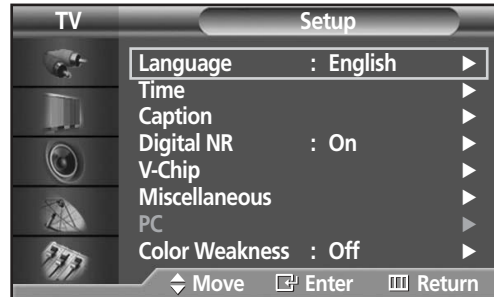 TV Setup
Language : English
Time
Caption
Digital NR : On
V-Chip
Miscellaneous
PC
Color Weakness : Off
Move Enter Return